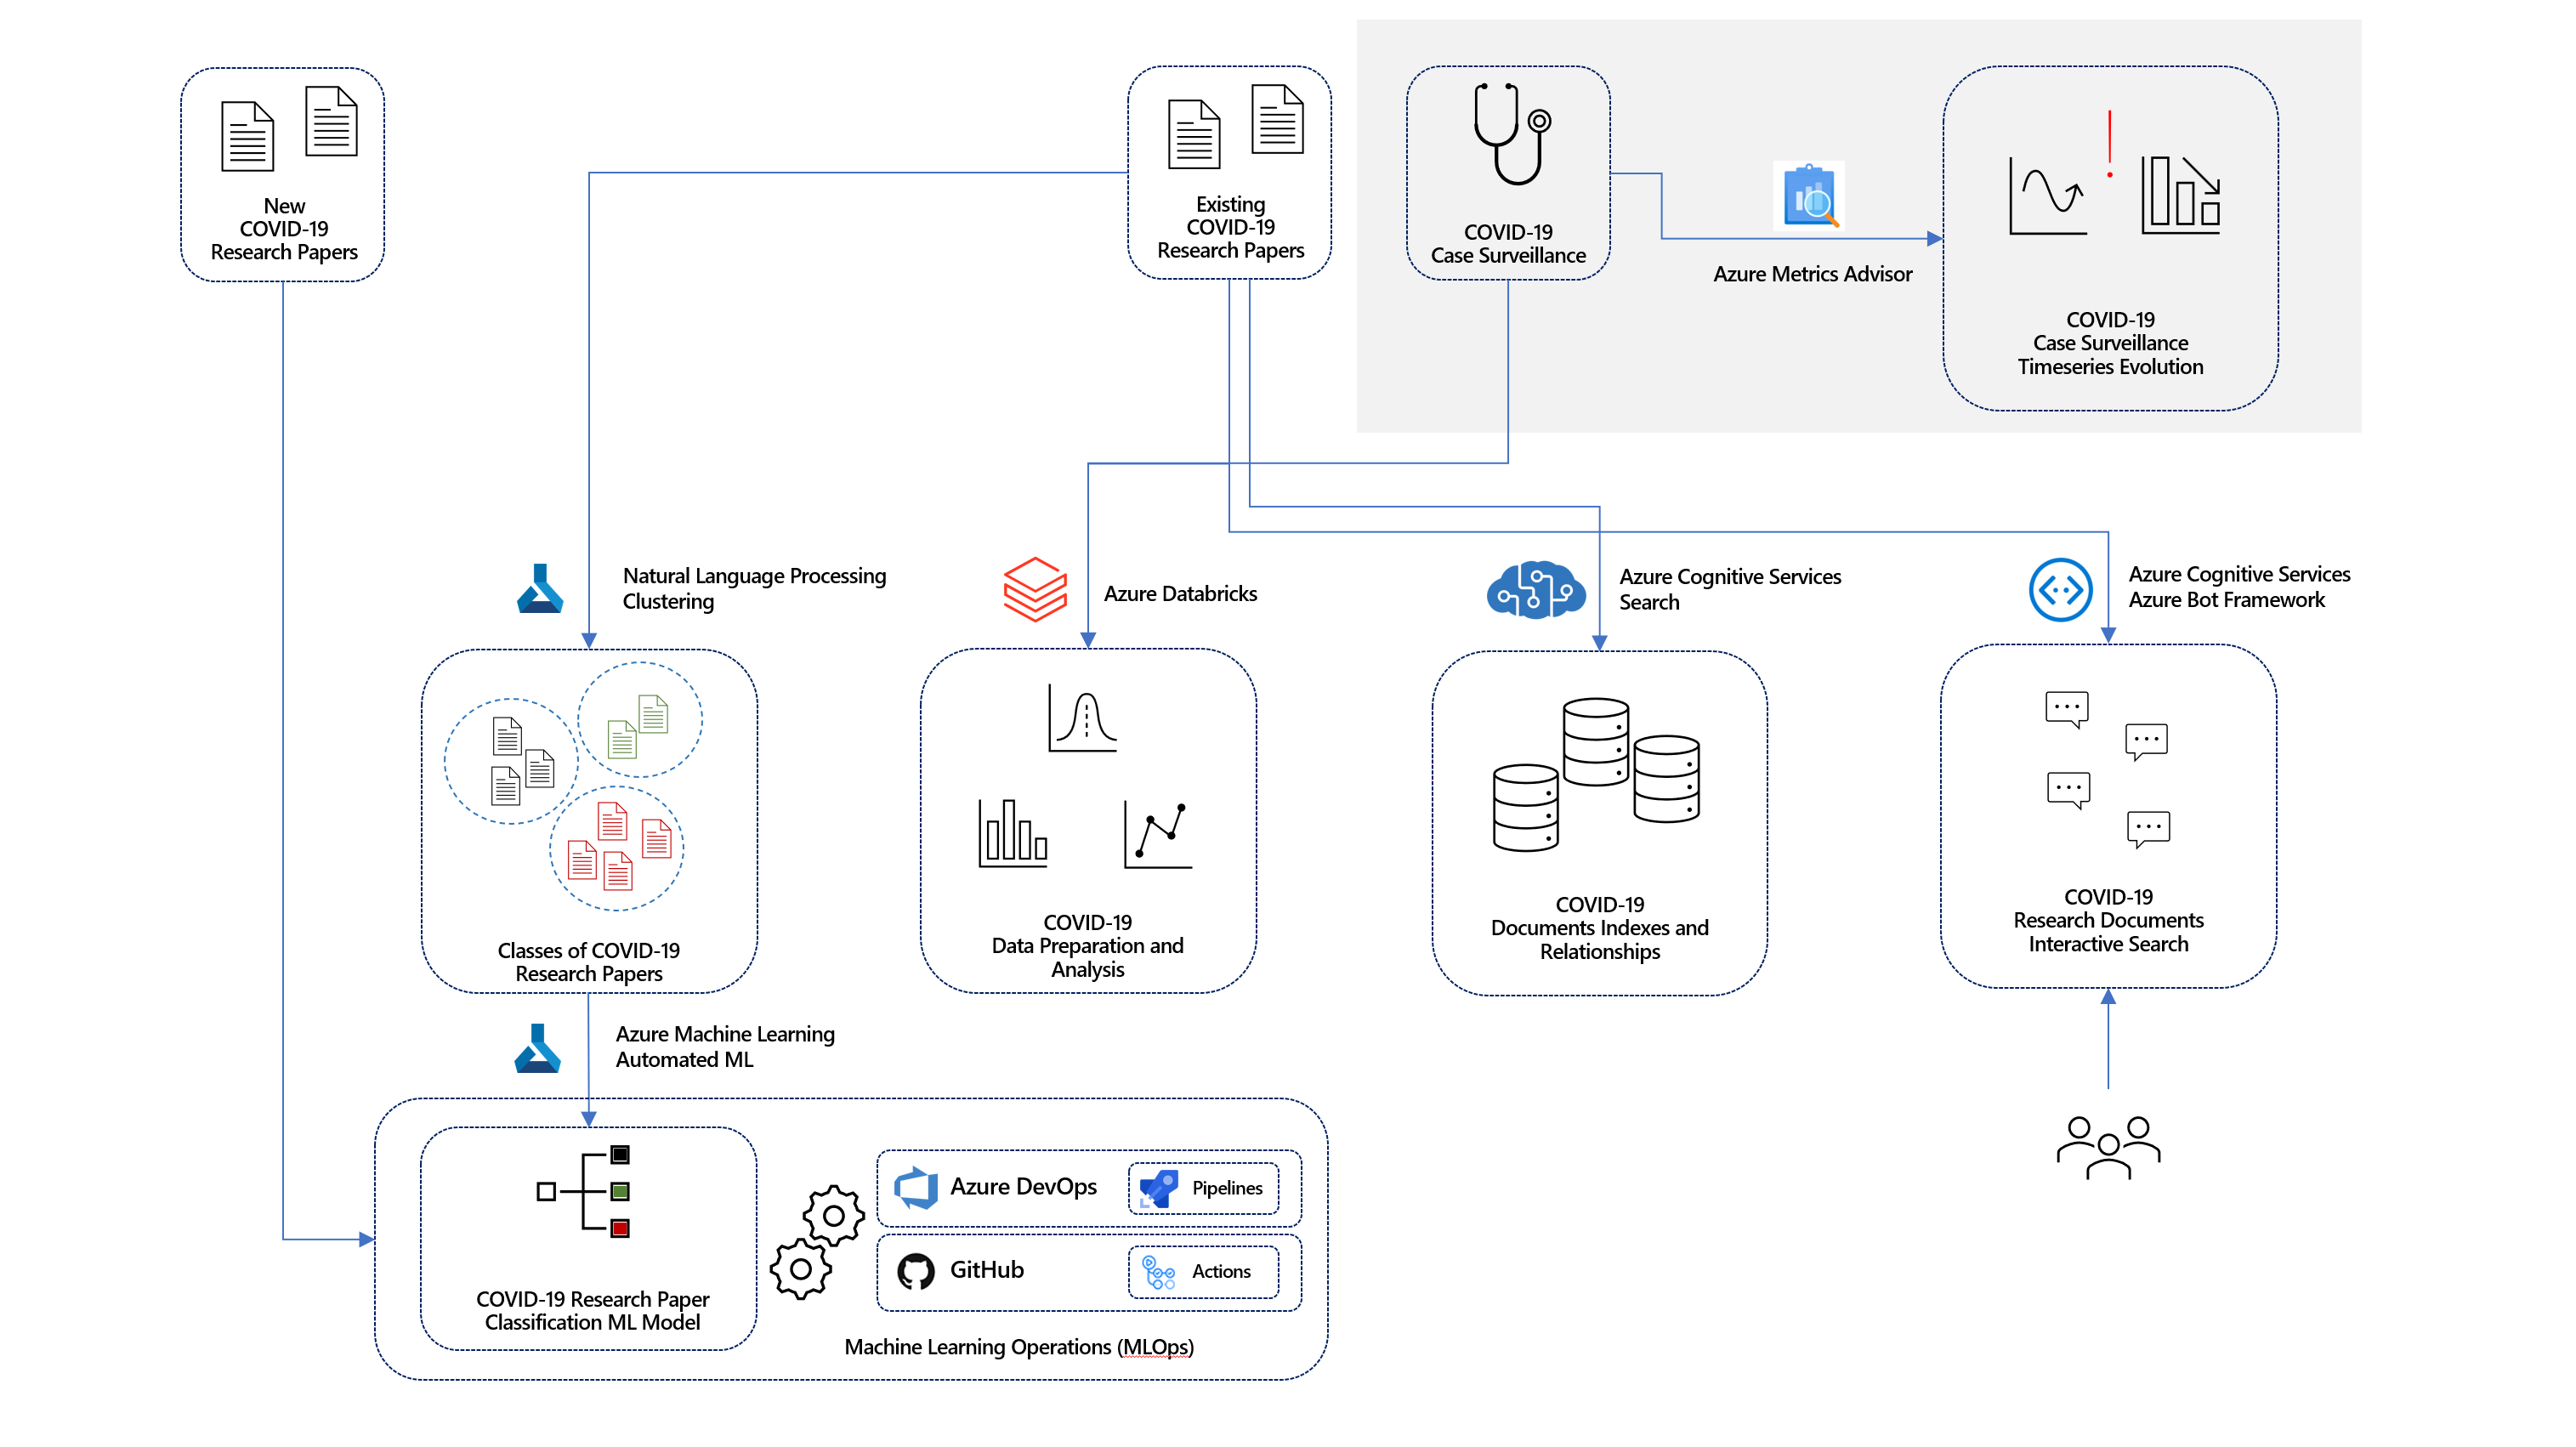 New
COVID-19
Research Papers
Existing
COVID-19
Research Papers
COVID-19
Case Surveillance
Azure Metrics Advisor
COVID-19
Case Surveillance
Timeseries Evolution
Natural Language Processing
Clustering
Azure Databricks
Azure Cognitive Services
Search
Azure Cognitive Services
Azure Bot Framework
Classes of COVID-19
Research Papers
COVID-19
Data Preparation and
Analysis
COVID-19
Documents Indexes and
Relationships
COVID-19
Research Documents
Interactive Search
Azure Machine Learning
Automated ML
COVID-19 Research Paper
Classification ML Model
Azure DevOps
Pipelines
GitHub
Actions
Machine Learning Operations (MLOps)